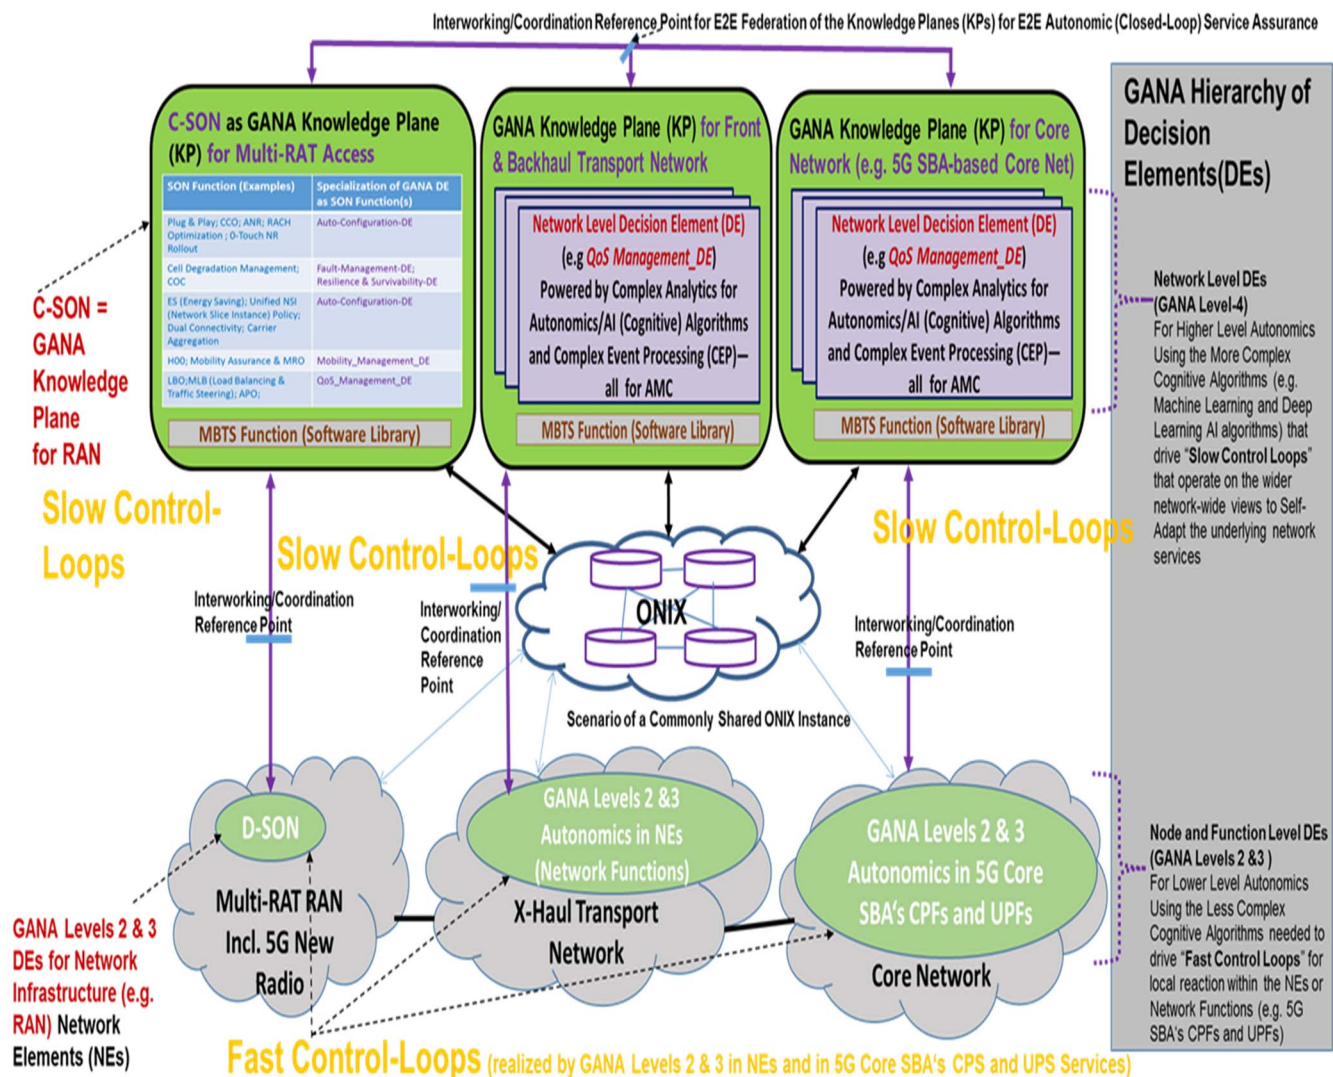 Interworking/Coordination Reference Point for E2E Federation of the Knowledge Planes (KPs) for E2E Autonomic (Closed-Loop) Service Assurance
C-SON as GANA Knowledge Plane
(KP) for Multi-RAT Access
SON Function (Examples)
Specialization of GANA DE
as SON Function(s)
Plug & Play; CCO; ANR; RACH
Optimization ; 0-Touch NR
Rollout
Auto-Configuration-DE
Cell Degradation Management;
COC
Fault-Management-DE;
Resilience & Survivability-DE
ES (Energy Saving); Unified NSI
(Network Slice Instance) Policy;
Dual Connectivity; Carrier
Aggregation
Auto-Configuration-DE
H00; Mobility Assurance & MRO
Mobility_Management_DE
LBO;MLB (Load Balancing &
Traffic Steering); APO;
QoS_Management_DE
MBTS Function (Software Library)
GANA Knowledge Plane (KP) for Front
& Backhaul Transport Network
Network Level Decision Element (DE)
(e.g QoS Management_DE)
Powered by Complex Analytics for
Autonomics/AI (Cognitive) Algorithms
and Complex Event Processing (CEP)—
all for AMC
MBTS Function (Software Library)
GANA Knowledge Plane (KP) for Core
Network (e.g. 5G SBA-based Core Net)
Network Level Decision Element (DE)
(e.g QoS Management_DE)
Powered by Complex Analytics for
Autonomics/AI (Cognitive) Algorithms
and Complex Event Processing (CEP)—
all for AMC
MBTS Function (Software Library)
GANA Hierarchy of
Decision
Elements(DEs)
Network Level DEs
(GANA Level-4)
For Higher Level Autonomics
Using the More Complex
Cognitive Algorithms (e.g.
Machine Learning and Deep
Learning AI algorithms) that
drive “Slow Control Loops”
that operate on the wider
network-wide views to Self-
Adapt the underlying network
services
C-SON =
GANA
Knowledge
Plane
for RAN
Slow Control-
Loops
Slow Control-Loops
Slow Control-Loops
Interworking/Coordination
Reference Point
Interworking/
Coordination
Reference
Point
ONIX
Interworking/Coordination
Reference Point
Scenario of a Commonly Shared ONIX Instance
D-SON
Multi-RAT RAN
Incl. 5G New
Radio
GANA Levels 2 &3
Autonomics in NEs
(Network Functions)
X-Haul Transport
Network
GANA Levels 2 & 3
Autonomics in 5G Core
SBA‘s CPFs and UPFs
Core Network
Node and Function Level DEs
(GANA Levels 2 &3 )
For Lower Level Autonomics
Using the Less Complex
Cognitive Algorithms needed to
drive “Fast Control Loops” for
local reaction within the NEs or
Network Functions (e.g. 5G
SBA‘s CPFs and UPFs)
GANA Levels 2 & 3
DEs for Network
Infrastructure (e.g.
RAN) Network
Elements (NEs)
Fast Control-Loops (realized by GANA Levels 2 & 3 in NEs and in 5G Core SBA‘s CPS and UPS Services)